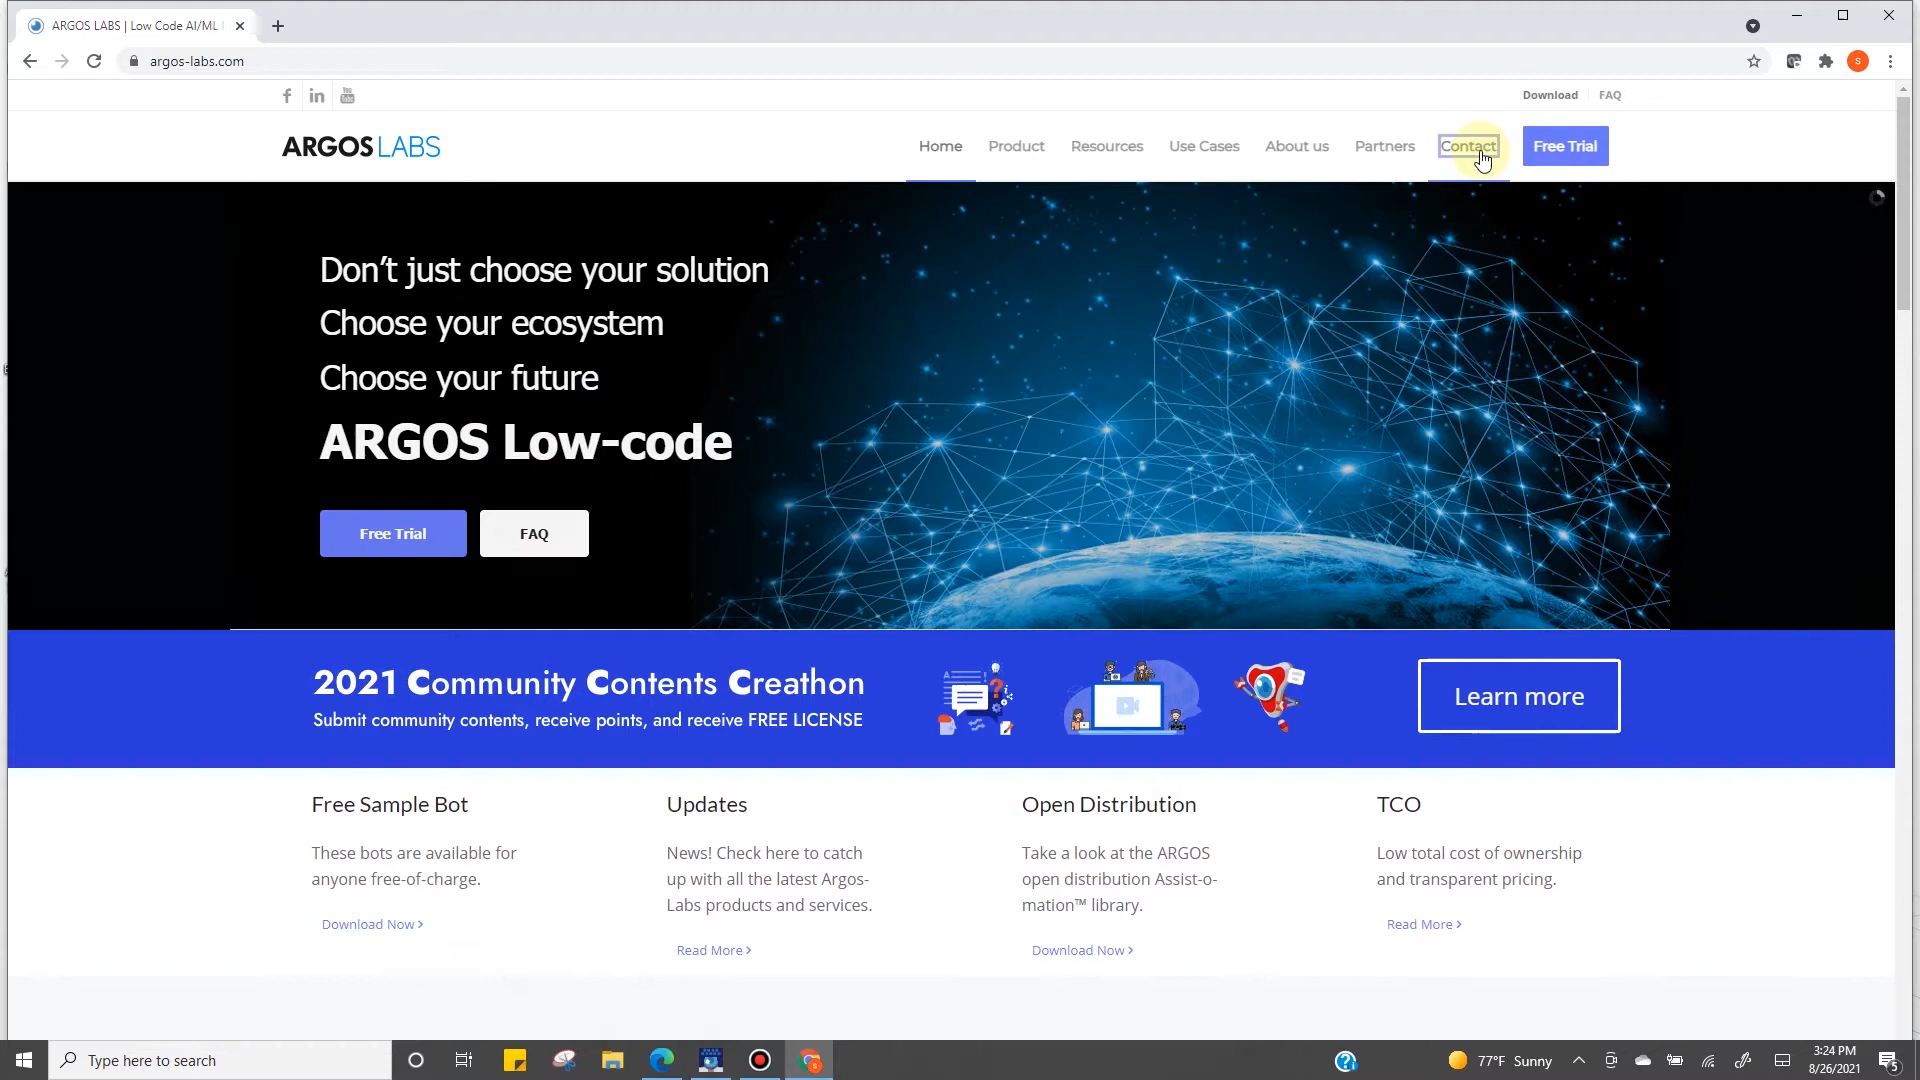 ARGOS LABS | Low Code AI/ML
argos-labs.com
Download
FAQ
ARGOS LABS
Home
Product
Resources
Use Cases
About us
Partners
Contact
Free Trial
Don't just choose your solution
Choose your ecosystem
Choose your future
ARGOS Low-code
Free Trial
FAQ
2021 Community Contents Creathon
Submit community contents, receive points, and receive FREE LICENSE
Learn more
Free Sample Bot
These bots are available for
anyone free-of-charge.
Download Now
Updates
News! Check here to catch
up with all the latest Argos-
Labs products and services.
Read More
Open Distribution
Take a look at the ARGOS
open distribution Assist-o-
mation™ library.
Download Now
TCO
Low total cost of ownership
and transparent pricing.
Read More
Type here to search
77°F Sunny
3:24 PM
8/26/2021
5